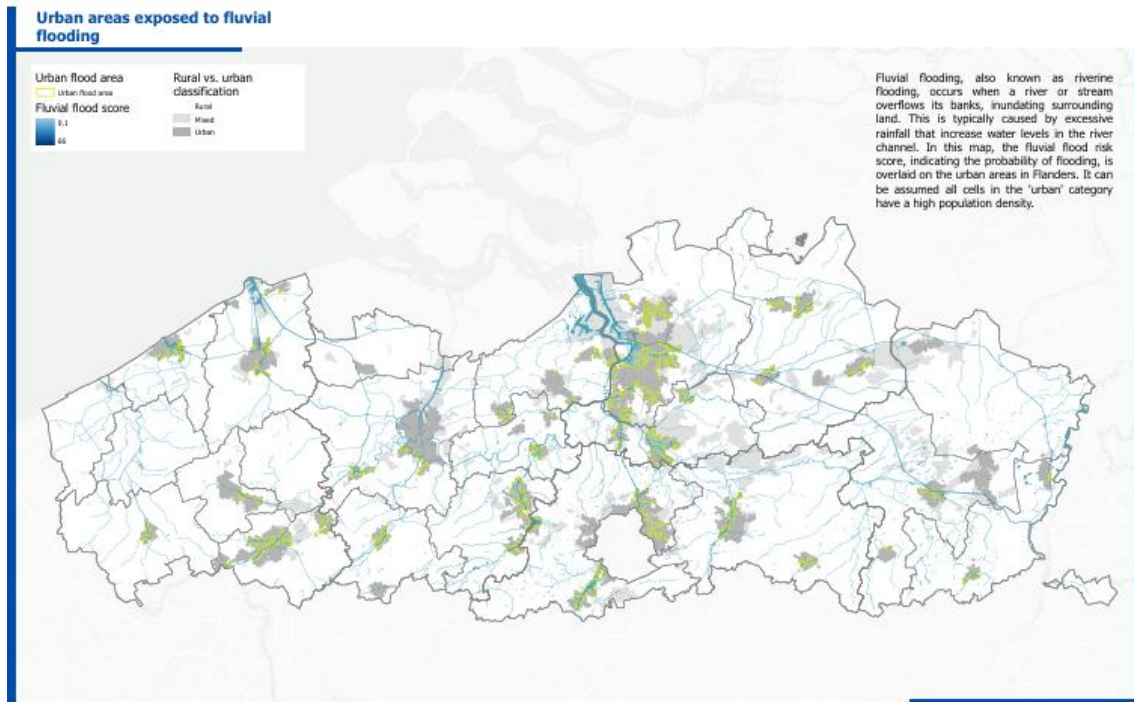 Urban areas exposed to fluvial
flooding
Urban flood area
Urban flood area
Fluvial flood score
0.1
66
Rural vs. urban
classification
Rural
Mixed
Urban
Fluvial flooding, also known as riverine
flooding, occurs when a river or stream
overflows its banks, inundating surrounding
land. This is typically caused by excessive
rainfall that increase water levels in the river
channel. In this map, the fluvial flood risk
score, indicating the probability of flooding, is
overlaid on the urban areas in Flanders. It can
be assumed all cells in the 'urban' category
have a high population density.